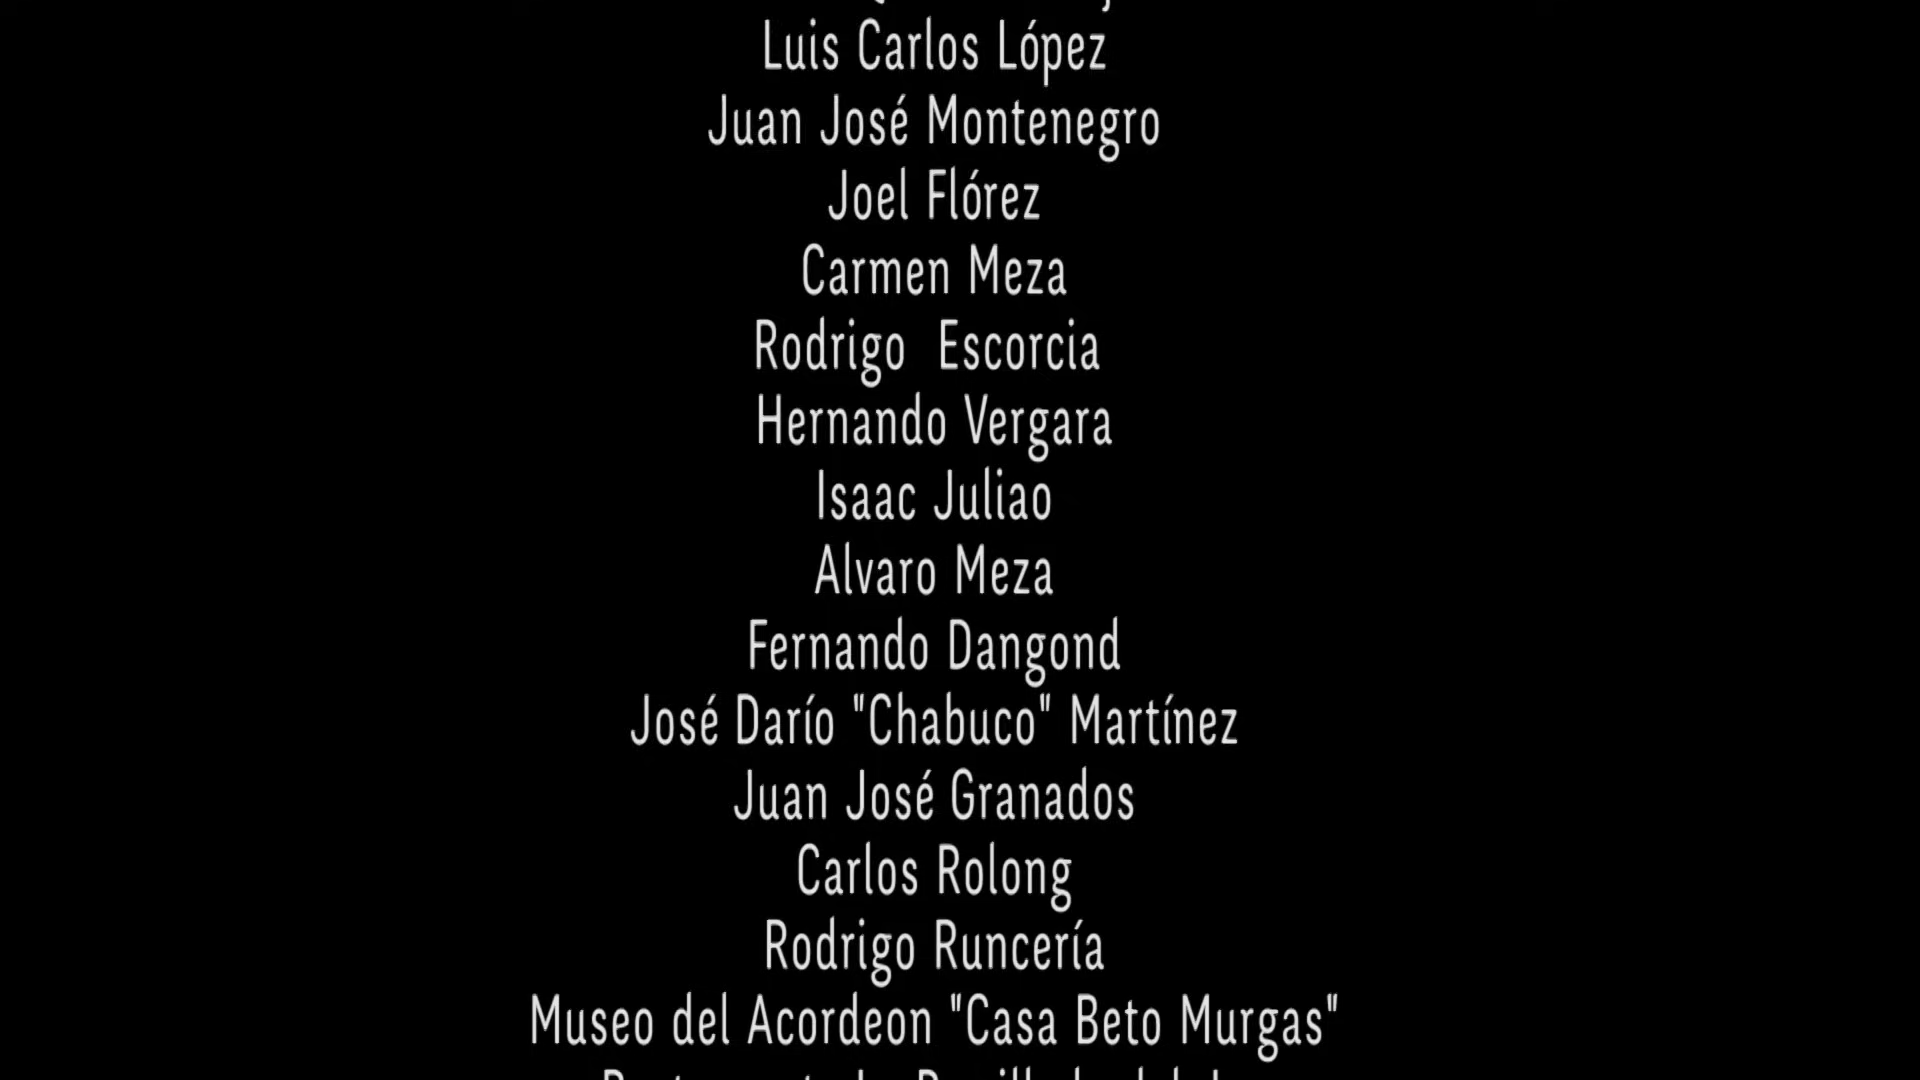 Luis Carlos López
Juan José Montenegro
Joel Flórez
Carmen Meza
Rodrigo  Escorcia
Hernando Vergara
Isaac Juliao
Alvaro Meza
Fernando Dangond
José Darío "Chabuco" Martínez
Juan José Granados
Carlos Rolong
Rodrigo Runcería
Museo del Acordeon "Casa Beto Murgas"